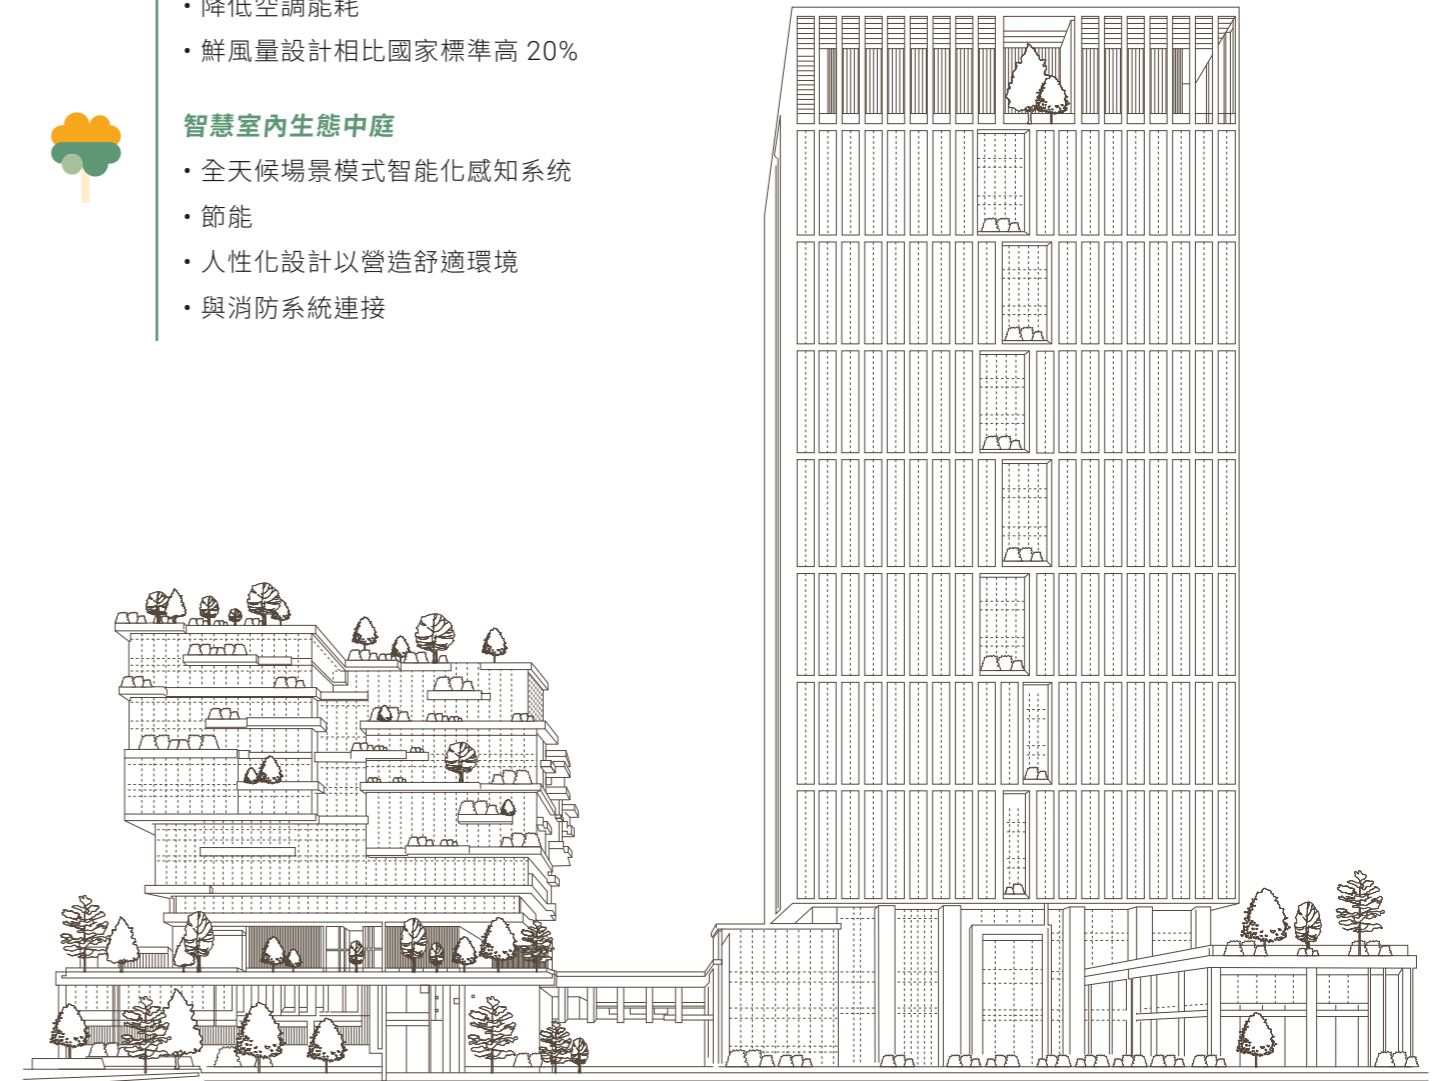 • 降低空調能耗
• 鮮風量設計相比國家標準高 20%
智慧室內生態中庭
• 全天候場景模式智能化感知系统
• 節能
• 人性化設計以營造舒適環境
• 與消防系統連接